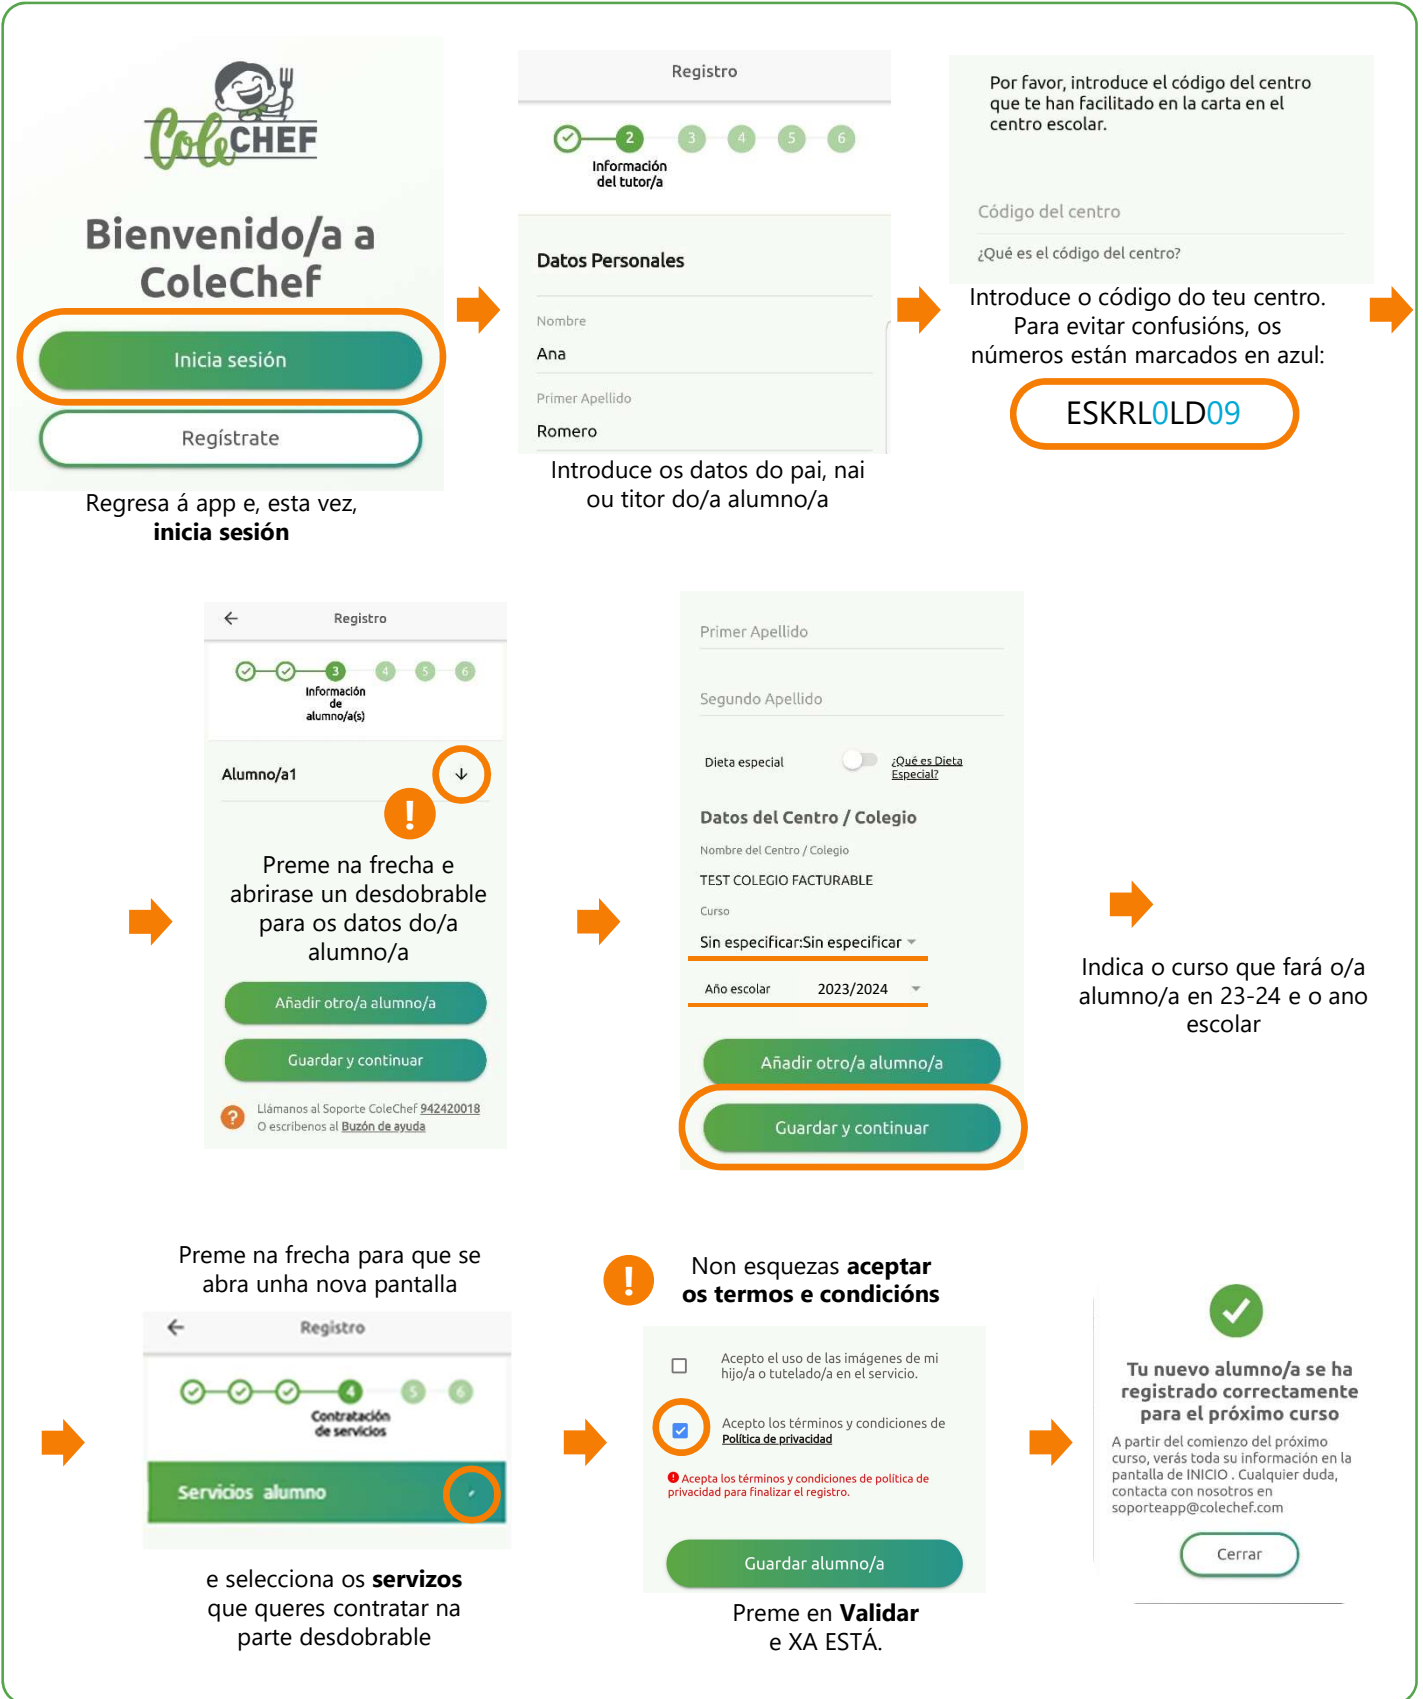 ColeCHEF
Bienvenido/a a
ColeChef
Inicia sesión
Regístrate
Regresa á app e, esta vez,
inicia sesión
Registro
2 3 4 5 6
Información
del tutor/a
Datos Personales
Nombre
Ana
Primer Apellido
Romero
Introduce os datos do pai, nai
ou titor do/a alumno/a
Por favor, introduce el código del centro
que te han facilitado en la carta en el
centro escolar.
Código del centro
¿Qué es el código del centro?
Introduce o código do teu centro.
Para evitar confusións, os
números están marcados en azul:
ESKRL0LD09
Registro
3 4 5 6
Información
de
alumno/a(s)
Alumno/a1
!
Preme na frecha e
abrirase un desdobrable
para os datos do/a
alumno/a
Añadir otro/a alumno/a
Guardar y continuar
? Llámanos al Soporte ColeChef 942420018
O escríbenos al Buzón de ayuda
Primer Apellido
Segundo Apellido
Dieta especial ¿Qué es Dieta
Especial?
Datos del Centro / Colegio
Nombre del Centro / Colegio
TEST COLEGIO FACTURABLE
Curso
Sin especificar:Sin especificar
Año escolar 2023/2024
Añadir otro/a alumno/a
Guardar y continuar
Indica o curso que fará o/a
alumno/a en 23-24 e o ano
escolar
Preme na frecha para que se
abra unha nova pantalla
Registro
4 5 6
Contratación
de servicios
Servicios alumno
e selecciona os servizos
que queres contratar na
parte desdobrable
!
Non esquezas aceptar
os termos e condicións
Acepto el uso de las imágenes de mi
hijo/a o tutelado/a en el servicio.
Acepto los términos y condiciones de
Política de privacidad
! Acepta los términos y condiciones de política de
privacidad para finalizar el registro.
Guardar alumno/a
Preme en Validar
e XA ESTÁ.
Tu nuevo alumno/a se ha
registrado correctamente
para el próximo curso
A partir del comienzo del próximo
curso, verás toda su información en la
pantalla de INICIO . Cualquier duda,
contacta con nosotros en
soporteapp@colechef.com
Cerrar